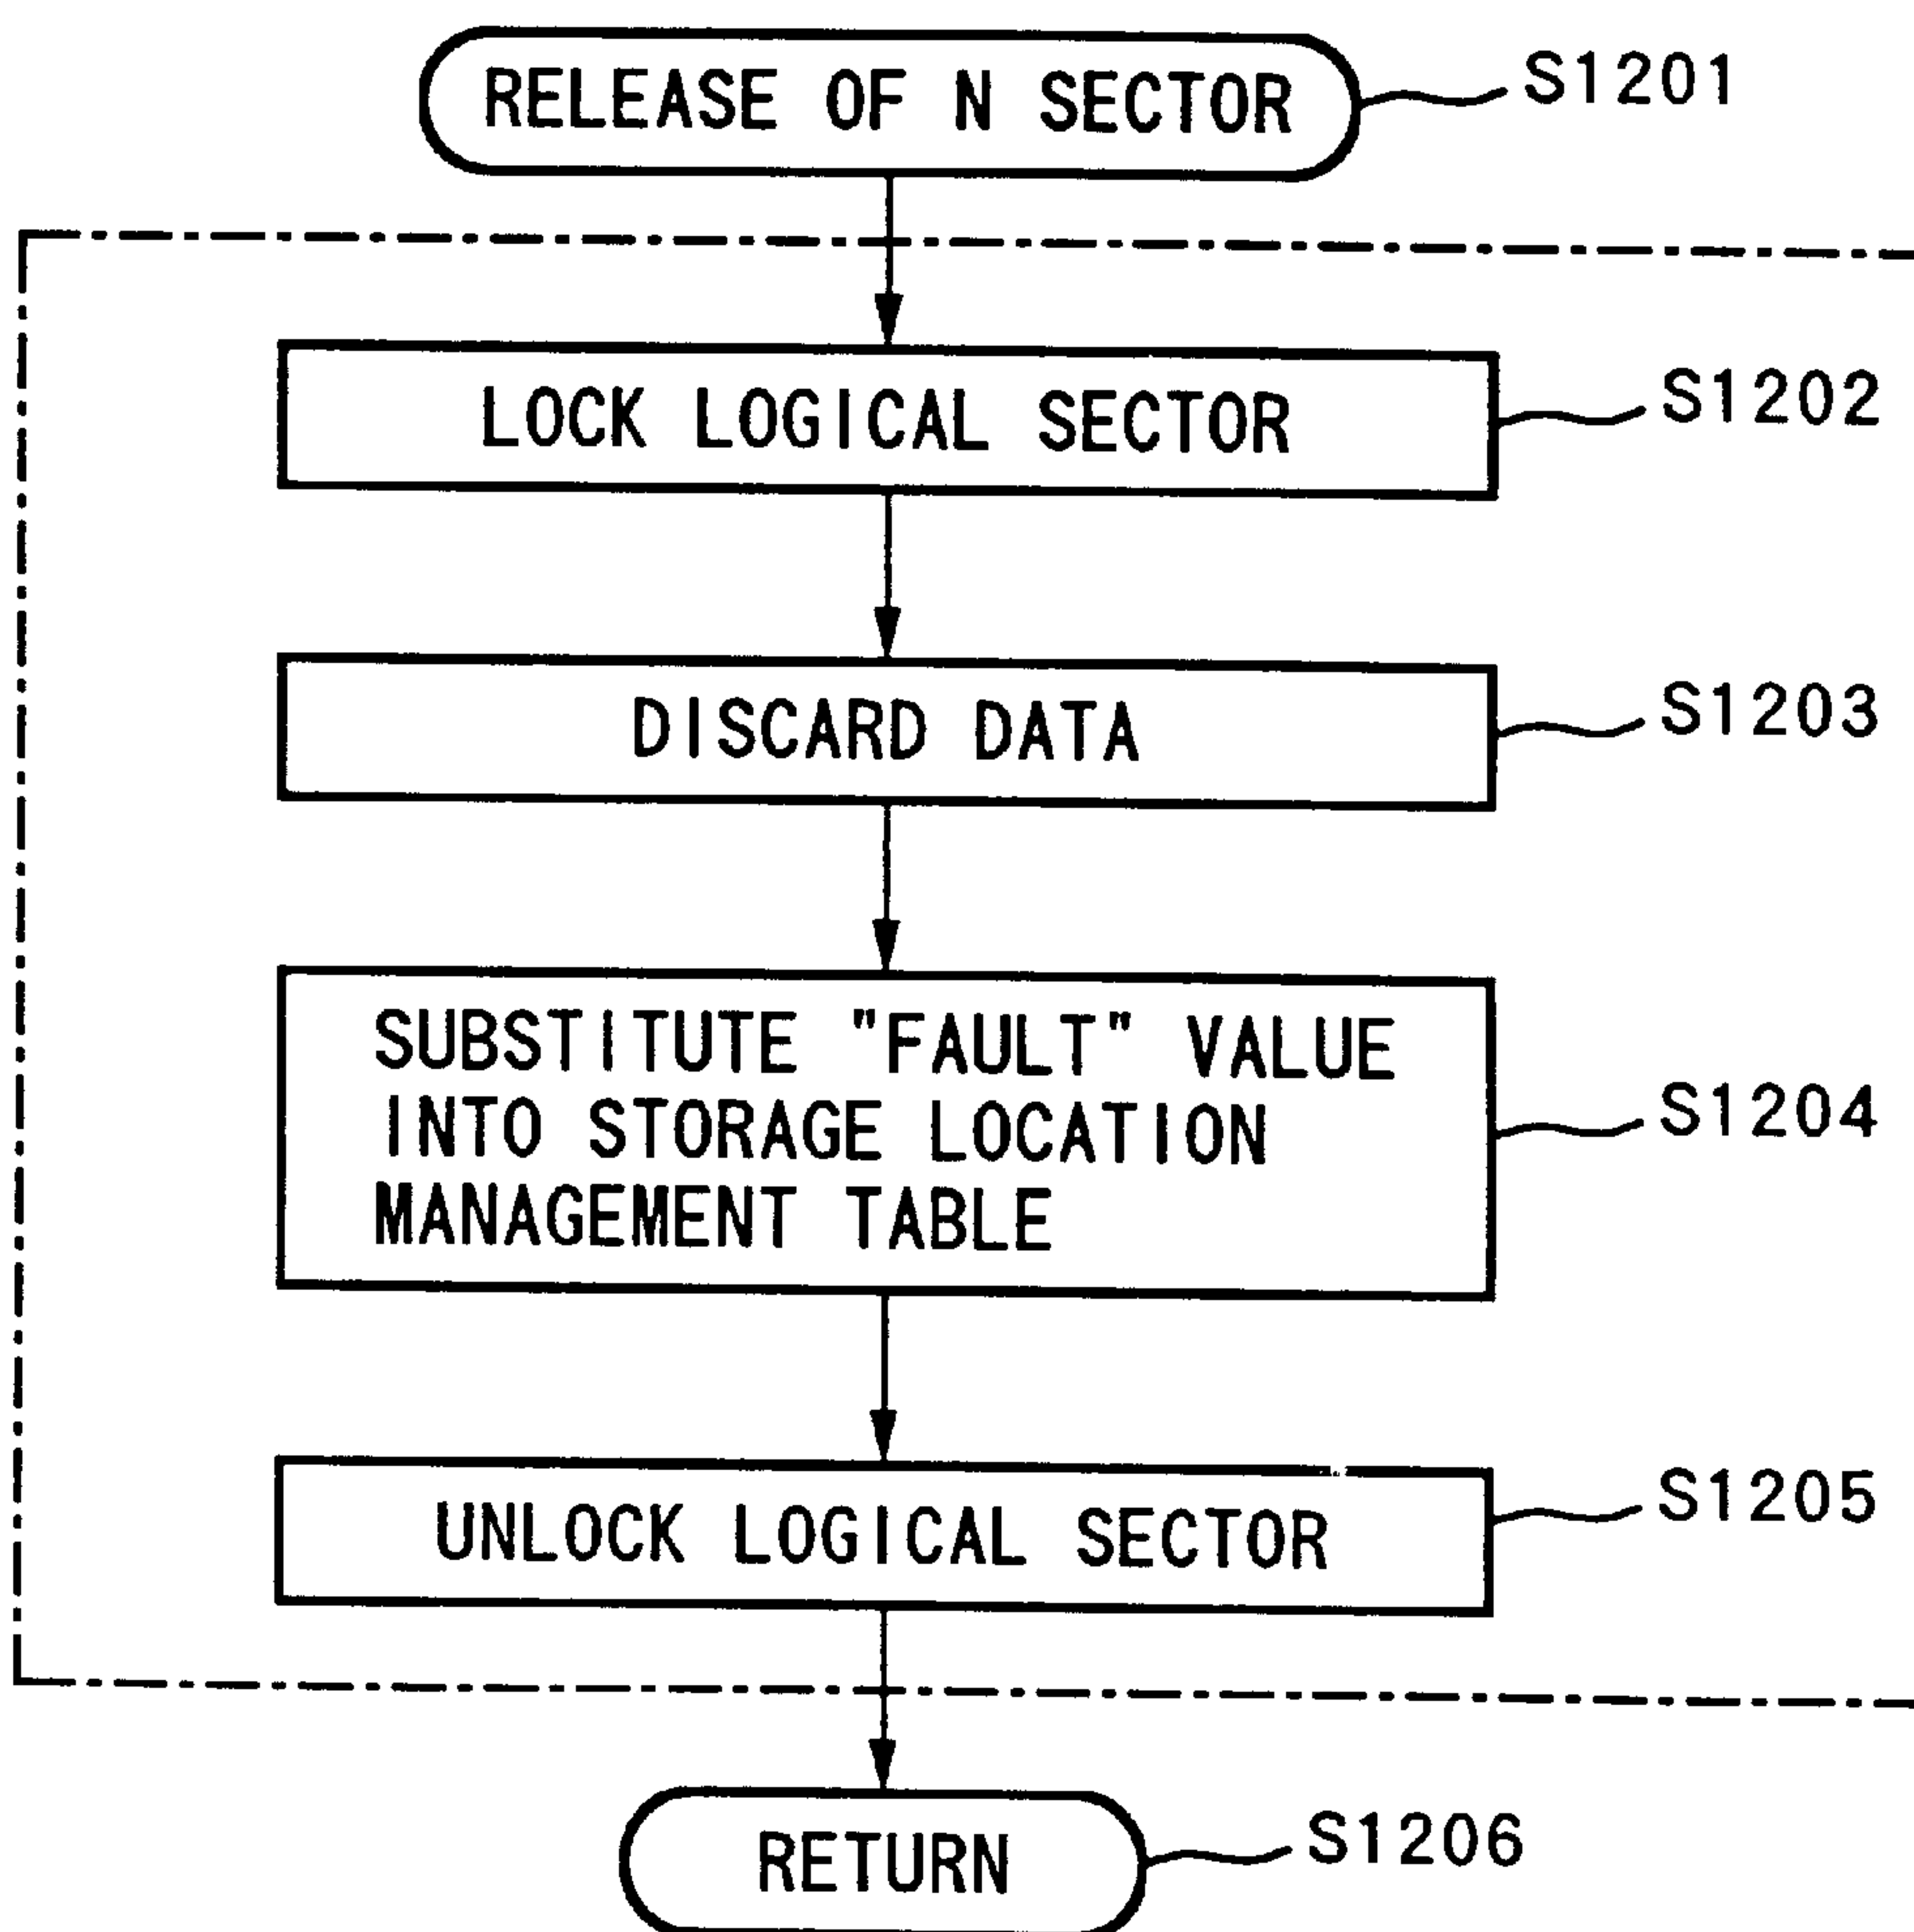 RELEASE OF N SECTOR
S1201
LOCK LOGICAL SECTOR
S1202
DISCARD DATA
S1203
SUBSTITUTE "FAULT" VALUE
INTO STORAGE LOCATION
MANAGEMENT TABLE
S1204
UNLOCK LOGICAL SECTOR
S1205
RETURN
S1206